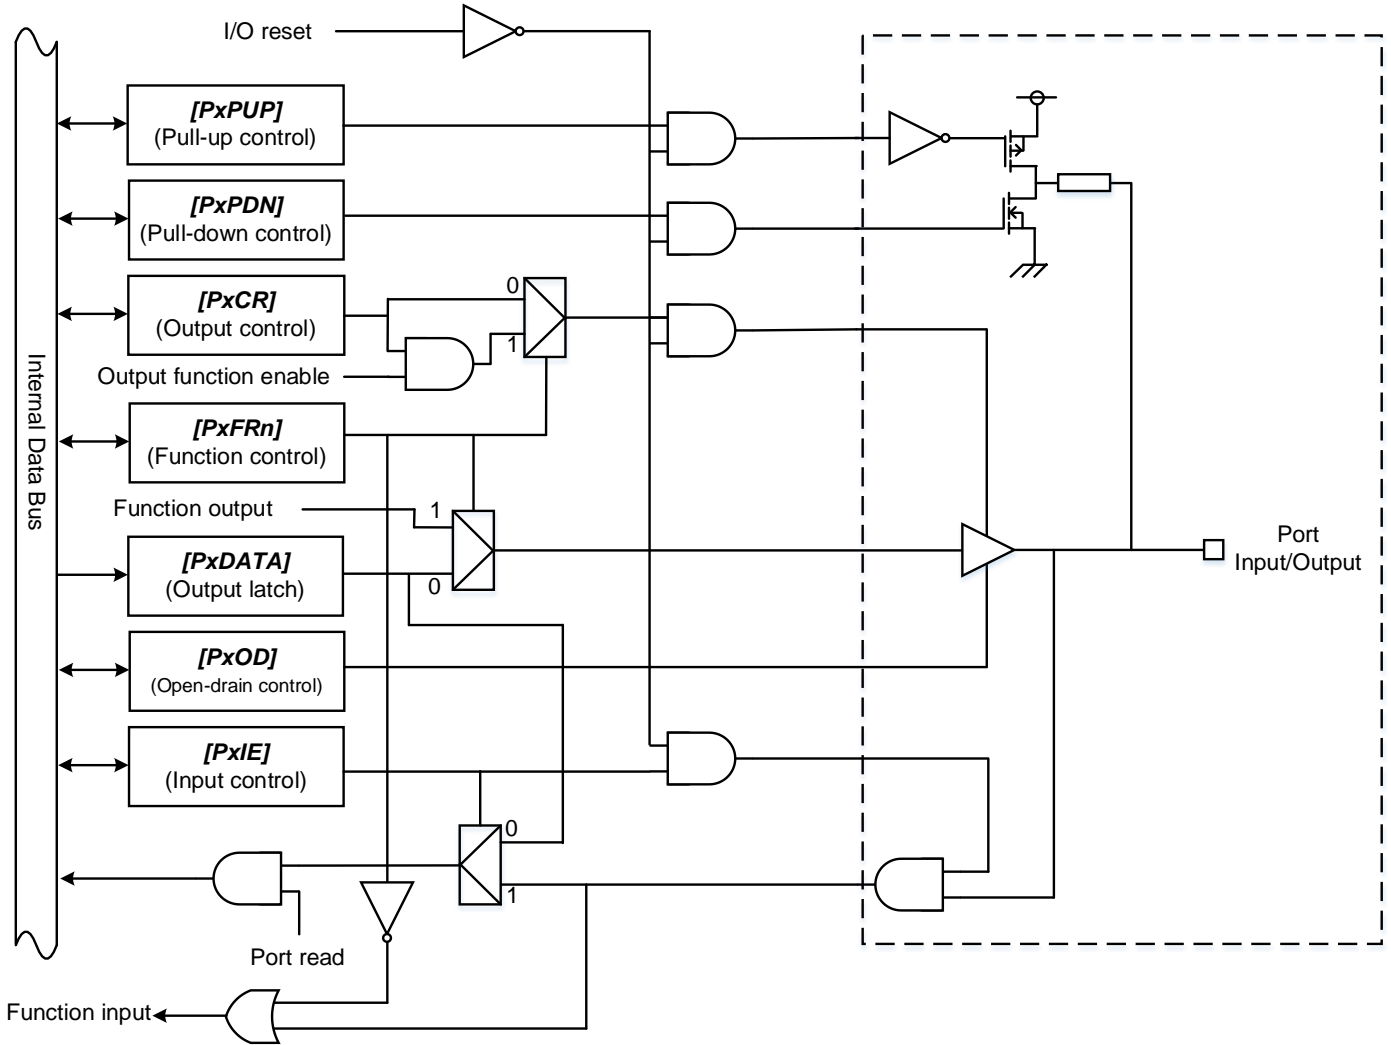 I/O reset
[PxPUP]
(Pull-up control)
[PxPDN]
(Pull-down control)
0
[PxCR]
(Output control)
1
Output function enable
Internal Data Bus
[PxFRn]
(Function control)
Function output
1
[PxDATA]
(Output latch)
0
Port
Input/Output
[PxOD]
(Open-drain control)
[PxIE]
(Input control)
0
1
Port read
Function input